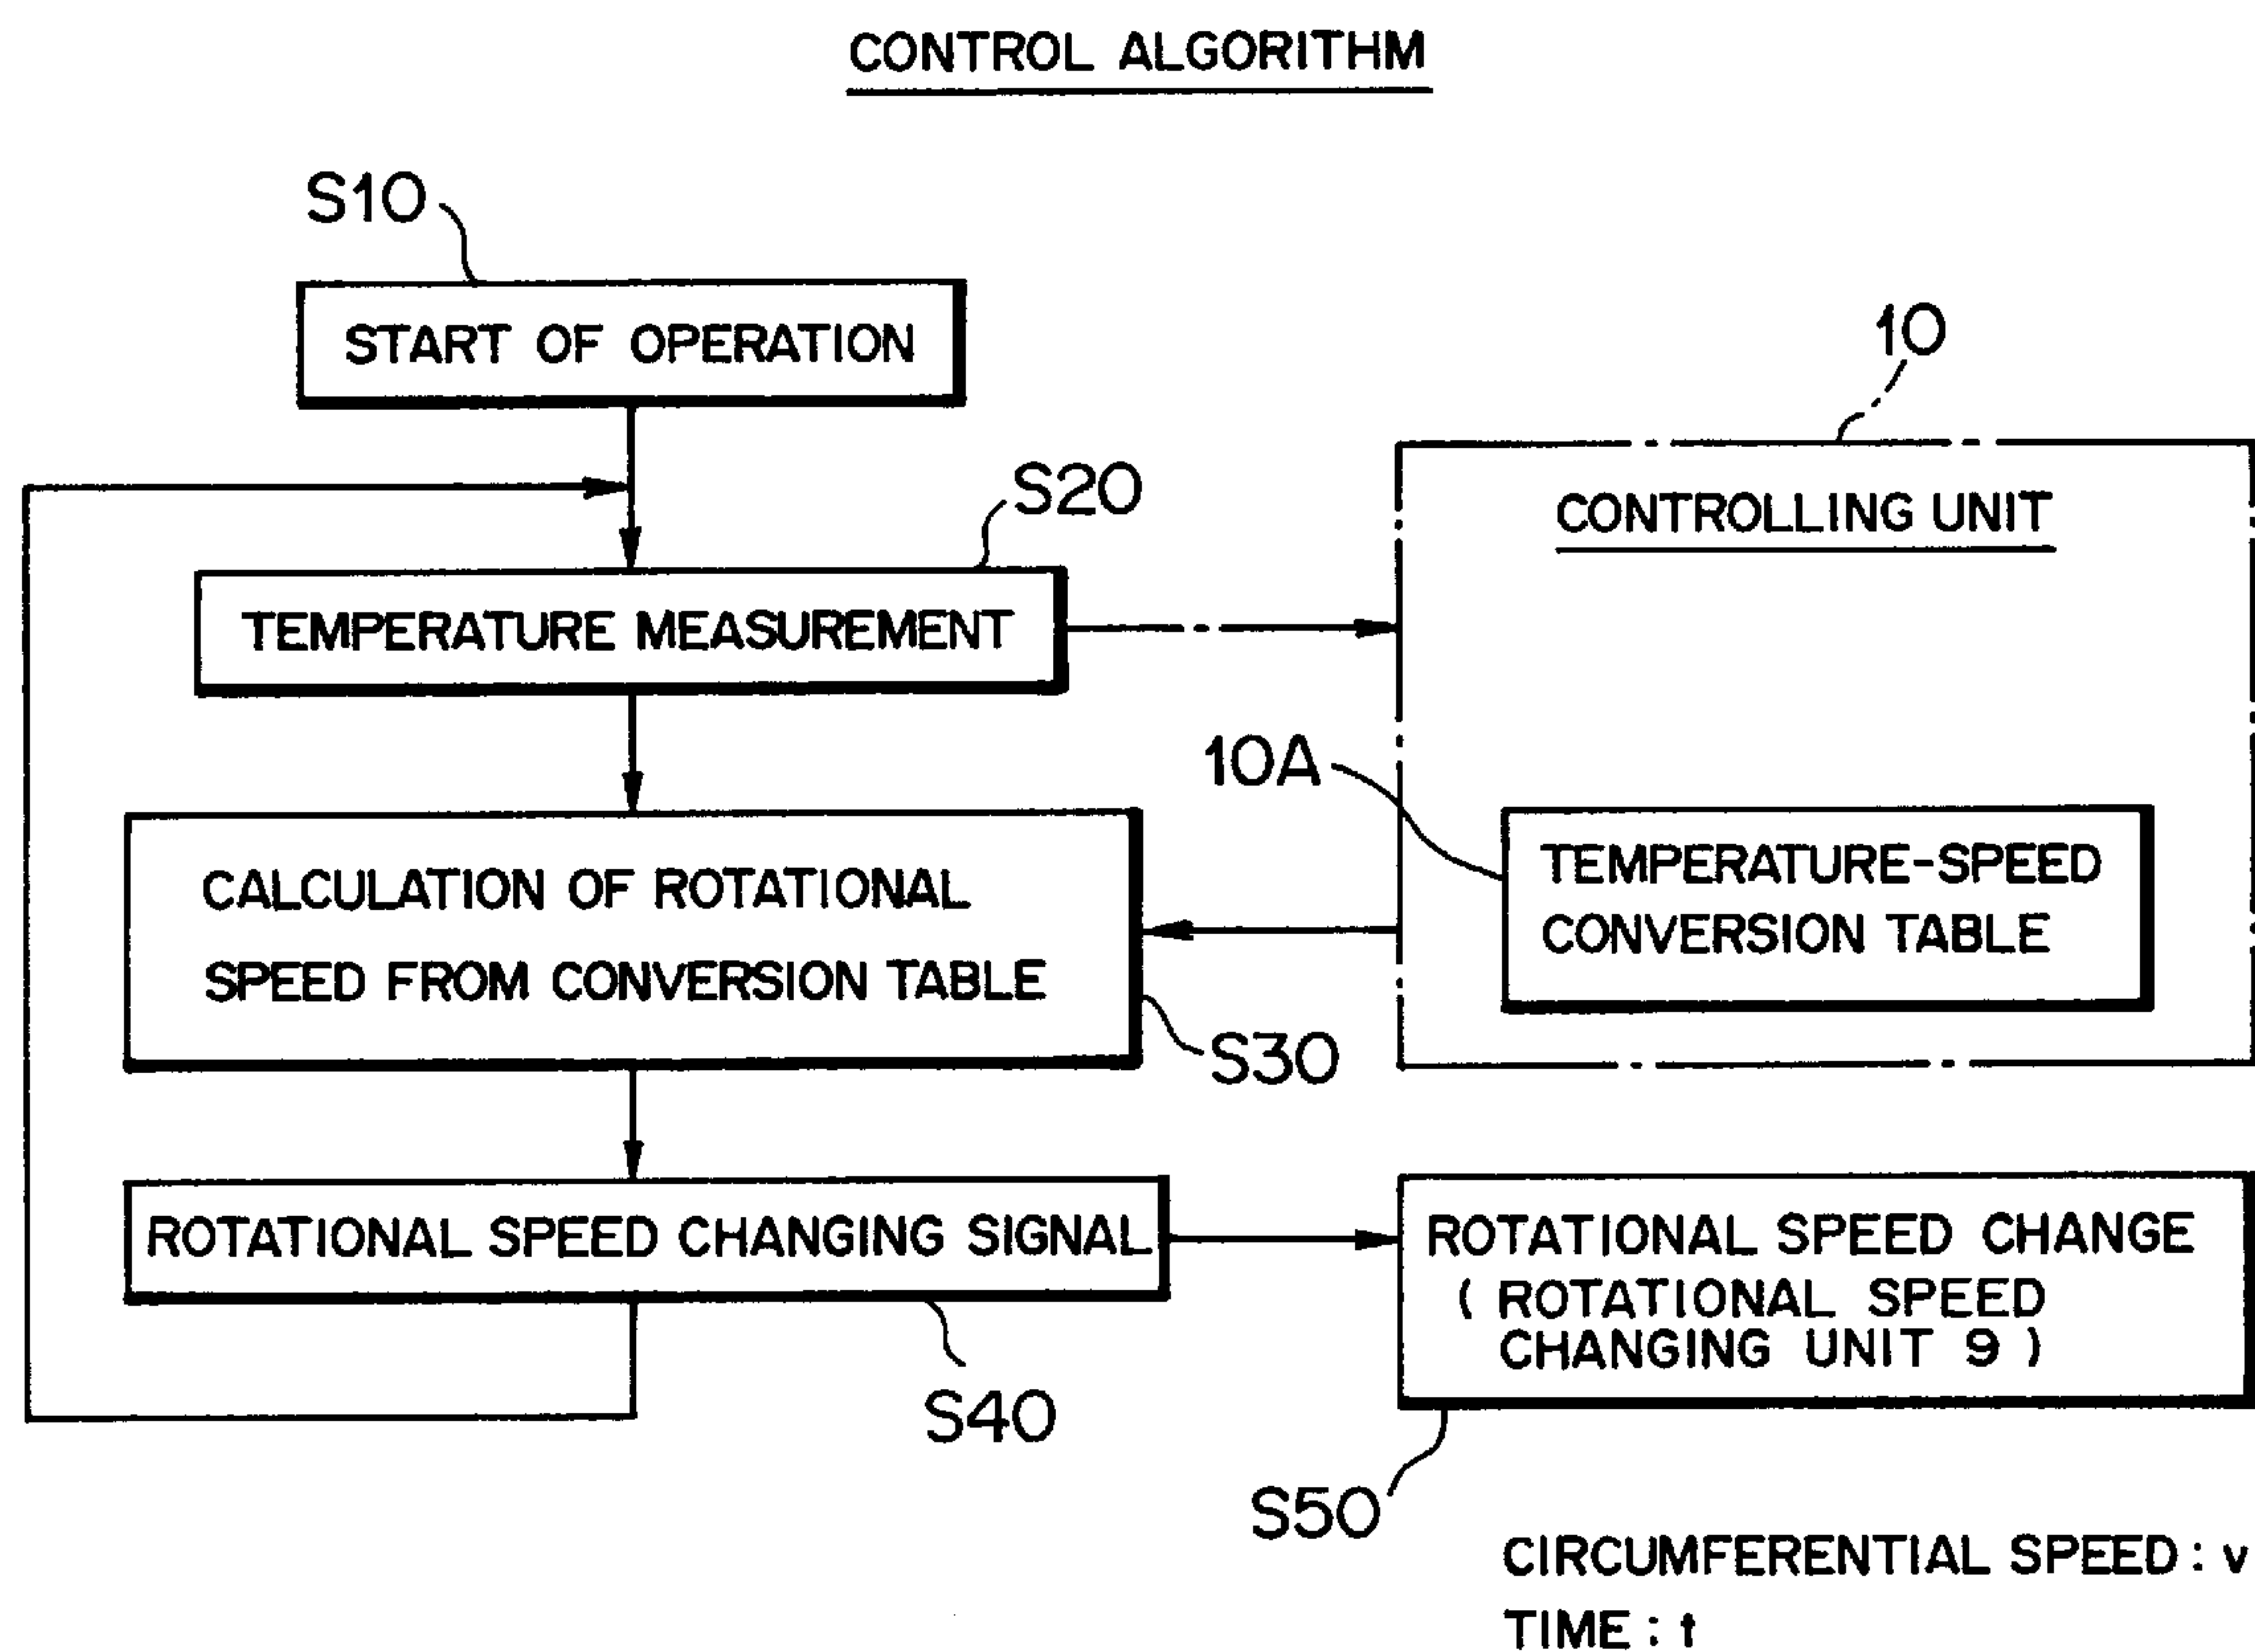 CONTROL ALGORITHM
S10
START OF OPERATION
10
S20
CONTROLLING UNIT
TEMPERATURE MEASUREMENT
10A
TEMPERATURE-SPEED
CONVERSION TABLE
CALCULATION OF ROTATIONAL
SPEED FROM CONVERSION TABLE
S30
ROTATIONAL SPEED CHANGING SIGNAL
S40
ROTATIONAL SPEED CHANGE
( ROTATIONAL SPEED
CHANGING UNIT 9 )
S50
CIRCUMFERENTIAL SPEED : v
TIME : t